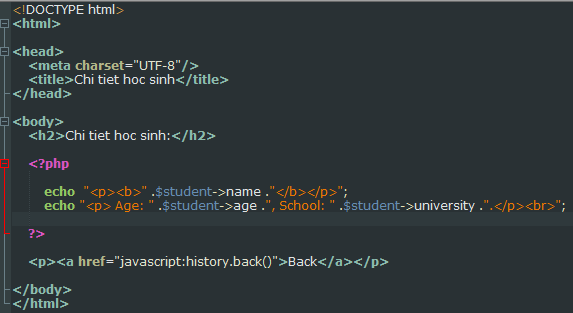 <!DOCTYPE html>
<html>
<head>
<meta charset="UTF-8"/>
<title>Chi tiet hoc sinh</title>
</head>
<body>
<h2>Chi tiet hoc sinh:</h2>
<?php
echo "<p><b>" .$student->name ."</b></p>";
echo "<p> Age: " .$student->age .", School: " .$student->university .".</p><br>";
?>
<p><a href="javascript:history.back()">Back</a></p>
</body>
</html>